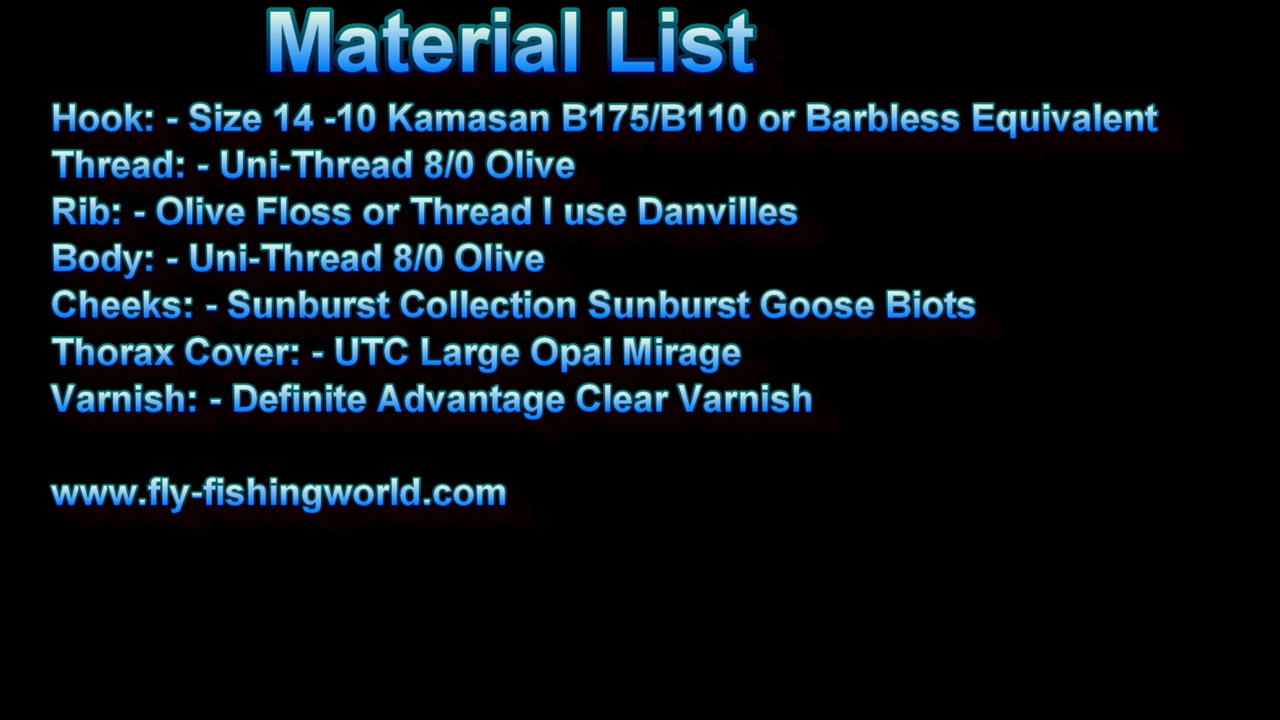 Material List
Hook: - Size 14 -10 Kamasan B175/B110 or Barbless Equivalent
Thread: - Uni-Thread 8/0 Olive
Rib: - Olive Floss or Thread I use Danvilles
Body: - Uni-Thread 8/0 Olive
Cheeks: - Sunburst Collection Sunburst Goose Biots
Thorax Cover: - UTC Large Opal Mirage
Varnish: - Definite Advantage Clear Varnish
www.fly-fishingworld.com